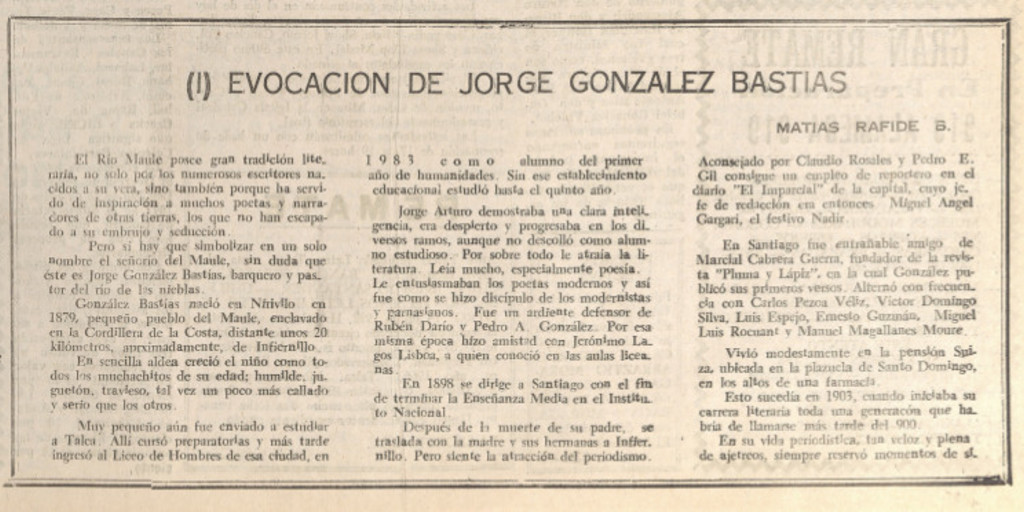 (I) EVOCACION DE JORGE GONZALEZ BASTIAS
MATIAS RAFIDE B.
El Río Maule posee gran tradición lite-
raria, no solo por los numerosos escritores na-
cidos a su vera, sino también porque ha servi-
do de inspiración a muchos poetas y narra-
dores de otras tierras, los que no han escapa-
do a su embrujo y seducción.
Pero si hay que simbolizar en un solo
nombre el señorío del Maule, sin duda que
éste es Jorge González Bastías, barquero y pas-
tor del río de las nieblas.
González Bastías nació en Nirivilo en
1879, pequeño pueblo del Maule, enclavado
en la Cordillera de la Costa, distante unos 20
kilómetros, aproximadamente, de Infiernillo.
En sencilla aldea creció el niño como to-
dos los muchachitos de su edad; humilde, ju-
guetón, travieso, tal vez un poco más callado
y serio que los otros.
Muy pequeño aún fue enviado a estudiar
a Talca. Allí cursó preparatorias y más tarde
ingresó al Liceo de Hombres de esa ciudad, en
1983 como alumno del primer
año de humanidades. Sin ese establecimiento
educacional estudió hasta el quinto año.
Jorge Arturo demostraba una clara inteli-
gencia, era despierto y progresaba en los di-
versos ramos, aunque no descolló como alum-
no estudioso. Por sobre todo le atraía la li-
teratura. Leía mucho, especialmente poesía.
Le entusiasmaban los poetas modernos y así
fue como se hizo discípulo de los modernistas
y parnasianos. Fue un ardiente defensor de
Rubén Darío y Pedro A. González. Por esa
misma época hizo amistad con Jerónimo La-
gos Lisboa, a quien conoció en las aulas licea-
nas.
En 1898 se dirige a Santiago con el fin
de terminar la Enseñanza Media en el Institu-
to Nacional.
Después de la muerte de su padre, se
traslada con la madre y sus hermanas a Infier-
nillo. Pero siente la atracción del periodismo.
Aconsejado por Claudio Rosales y Pedro E.
Gil consigue un empleo de reportero en el
diario "El Imparcial" de la capital, cuyo je-
fe de redacción era entonces Miguel Angel
Gargari, el festivo Nadir.
En Santiago fue entrañable amigo de
Marcial Cabrera Guerra, fundador de la revis-
ta "Pluma y Lápiz", en la cual González pu-
blicó sus primeros versos. Alternó con frecuen-
cia con Carlos Pezoa Véliz, Víctor Domingo
Silva, Luis Espejo, Ernesto Guzmán, Miguel
Luis Rocuant y Manuel Magallanes Moure.
Vivió modestamente en la pensión Sui-
za, ubicada en la plazuela de Santo Domingo,
en los altos de una farmacia.
Esto sucedía en 1903, cuando iniciaba su
carrera literaria toda una generacón que ha-
bría de llamarse más tarde del 900.
En su vida periodística, tan veloz y plena
de ajetreos, siempre reservó momentos de si-